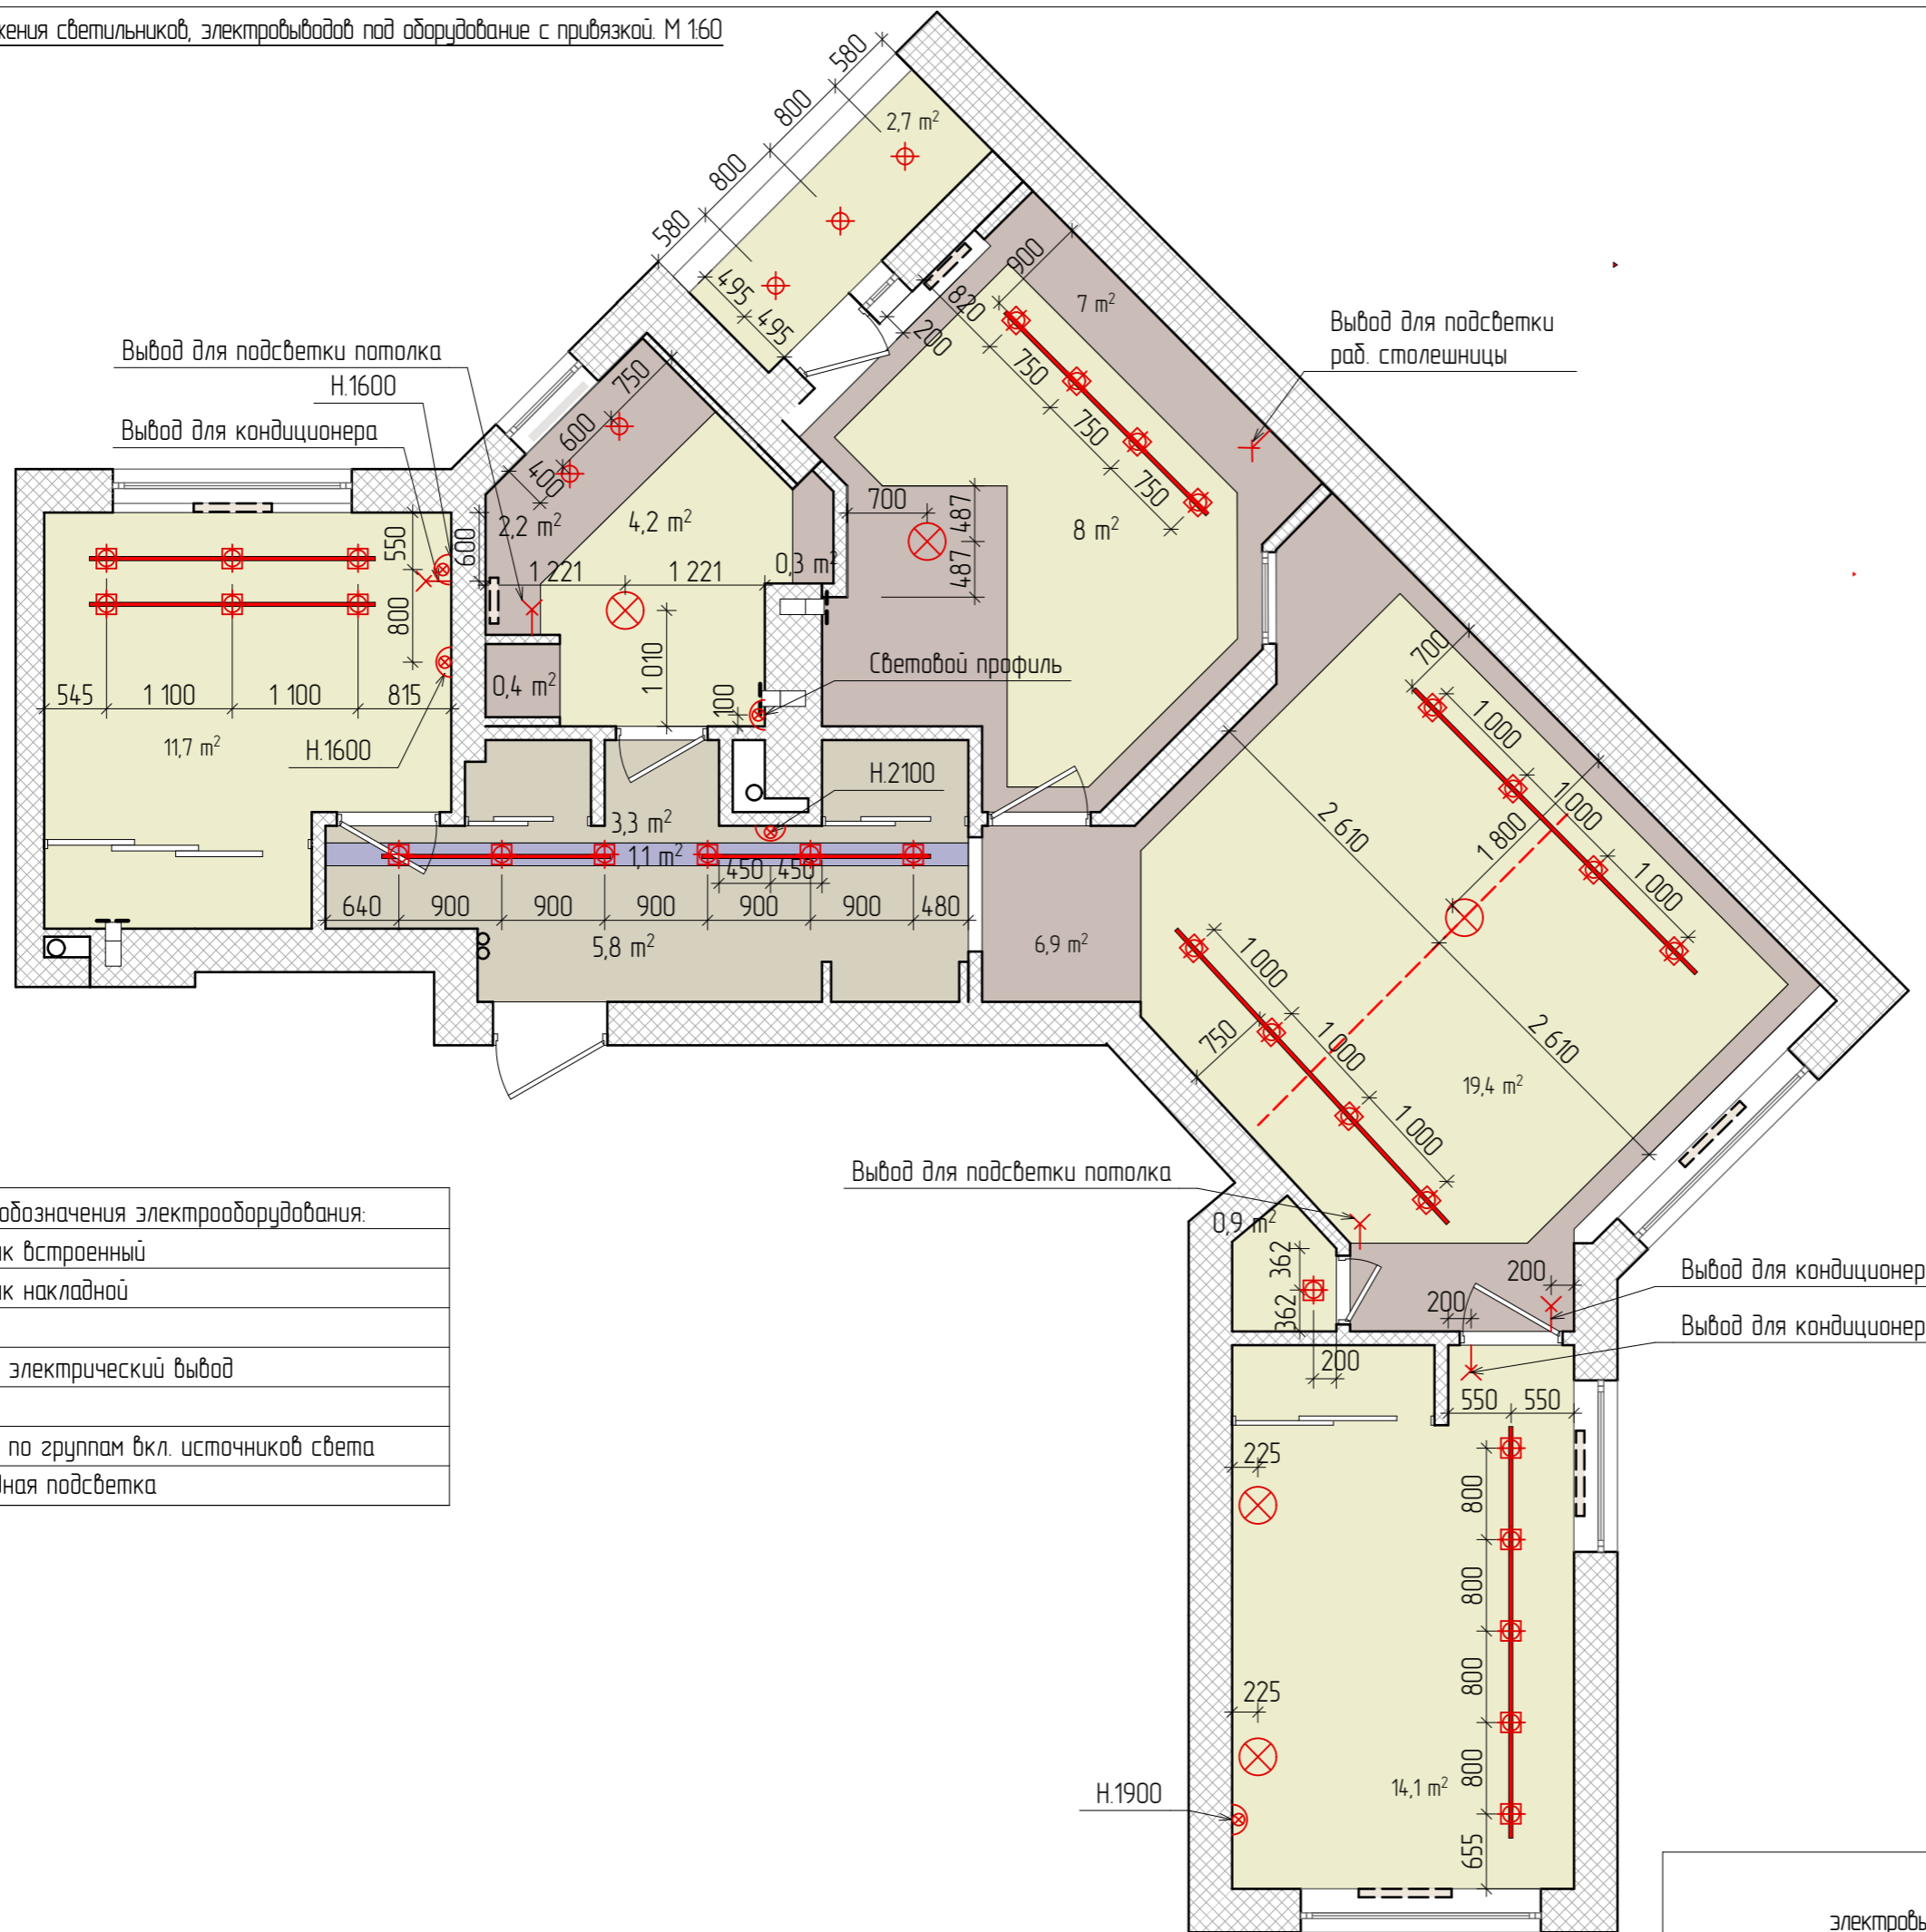 жения светильников, электровыводов под оборудование с привязкой. М 1:60
580
800
800
580
2,7 m²
495
495
900
820
200
7 m²
750
750
750
8 m²
Вывод для подсветки
раб. столешницы
Вывод для подсветки потолка
Н.1600
Вывод для кондиционера
750
600
400
2,2 m²
4,2 m²
0,3 m²
700
487
487
550
600
800
1 221
1 221
1 010
100
0,4 m²
Световой профиль
545
1 100
1 100
815
11,7 m²
Н.1600
Н.2100
3,3 m²
1,1 m²
450
450
640
900
900
900
900
900
480
5,8 m²
6,9 m²
700
1 000
1 000
1 000
2 610
1 800
2 610
1 000
1 000
1 000
750
19,4 m²
Вывод для подсветки потолка
0,9 m²
362
362
200
200
200
Вывод для кондиционер
Вывод для кондиционер
550
550
225
800
800
800
800
655
225
14,1 m²
Н.1900
обозначения электрооборудования:
к встроенный
к накладной
электрический вывод
по группам вкл. источников света
ная подсветка
электровы